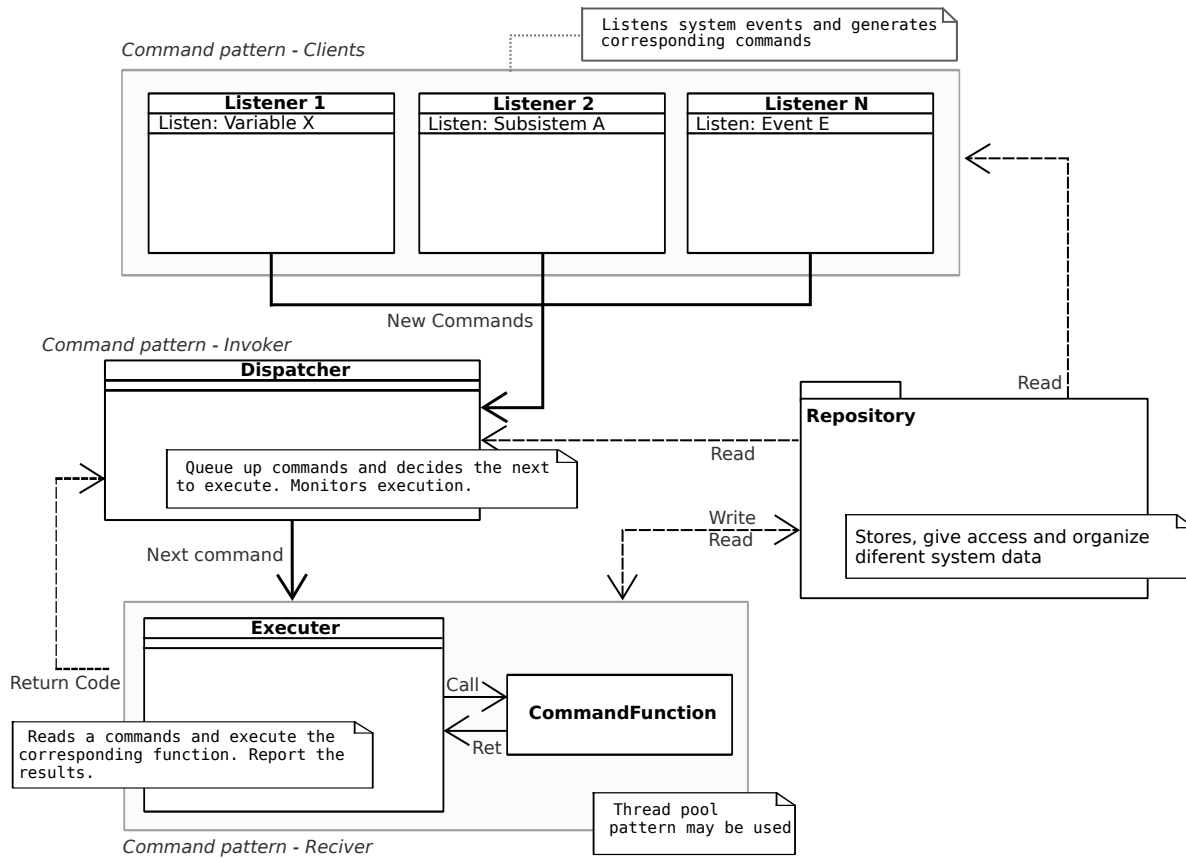 Listens system events and generates
corresponding commands
Command pattern - Clients
Listener 1
Listen: Variable X
Listener 2
Listen: Subsistem A
Listener N
Listen: Event E
New Commands
Command pattern - Invoker
Dispatcher
Queue up commands and decides the next
to execute. Monitors execution.
Read
Repository
Read
Write
Read
Stores, give access and organize
diferent system data
Next command
Return Code
Executer
Call
CommandFunction
Ret
Reads a commands and execute the
corresponding function. Report the
results.
Thread pool
pattern may be used
Command pattern - Reciver